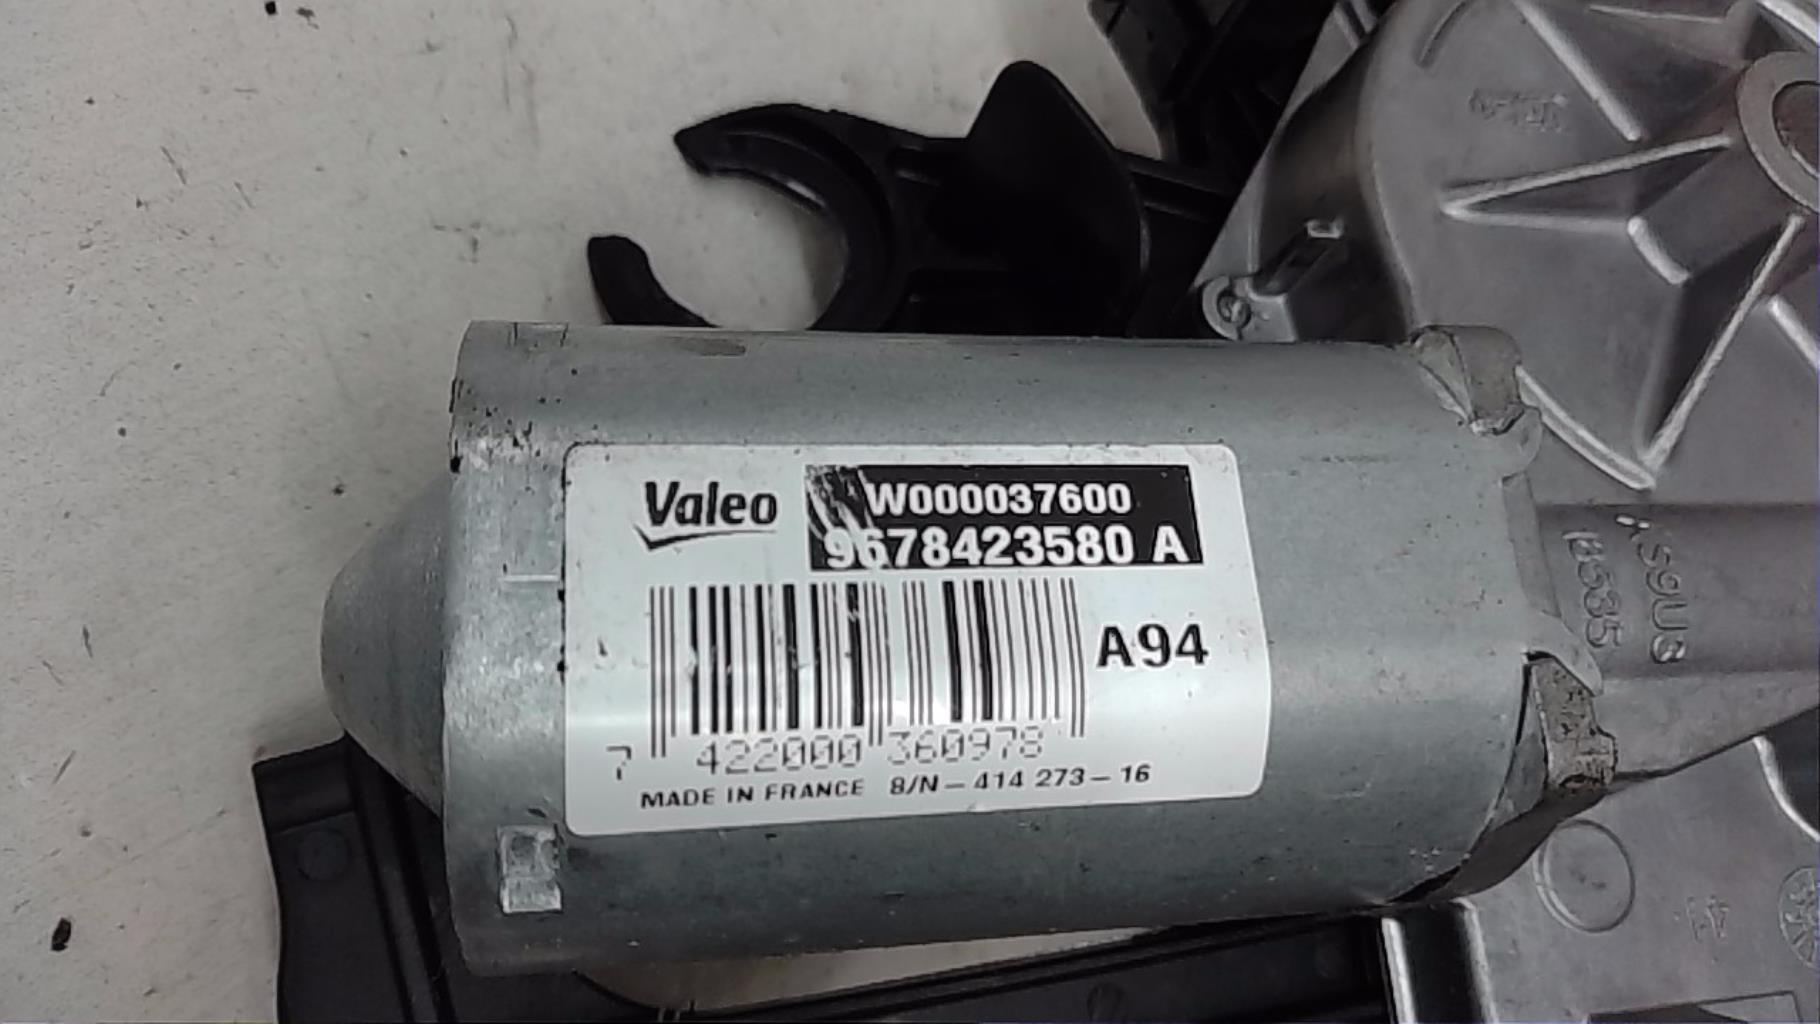 Valeo
W000037600
9678423580 A
A94
7 422000 360978
MADE IN FRANCE 8/N-414 273-16